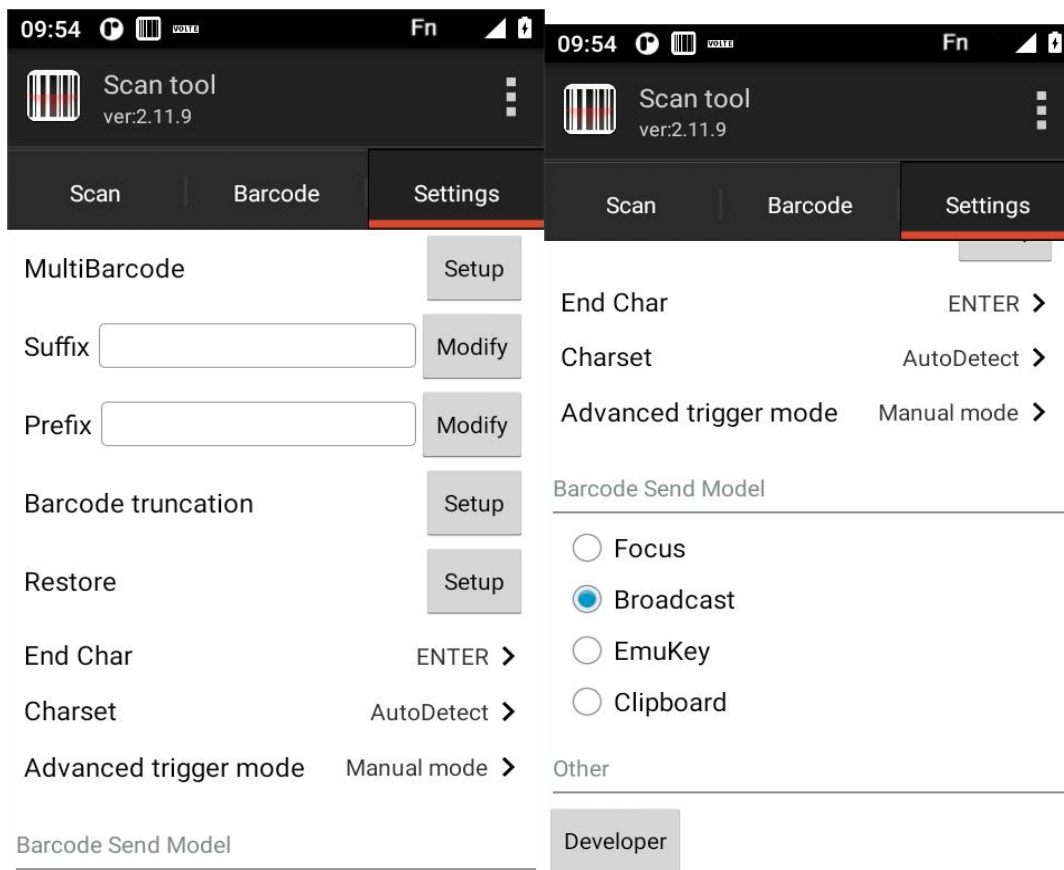 09:54 VOLTE Fn
Scan tool
ver:2.11.9
Scan Barcode Settings
MultiBarcode Setup
Suffix Modify
Prefix Modify
Barcode truncation Setup
Restore Setup
End Char ENTER
Charset AutoDetect
Advanced trigger mode Manual mode
Barcode Send Model
09:54 VOLTE Fn
Scan tool
ver:2.11.9
Scan Barcode Settings
End Char ENTER
Charset AutoDetect
Advanced trigger mode Manual mode
Barcode Send Model
Focus
Broadcast
EmuKey
Clipboard
Other
Developer